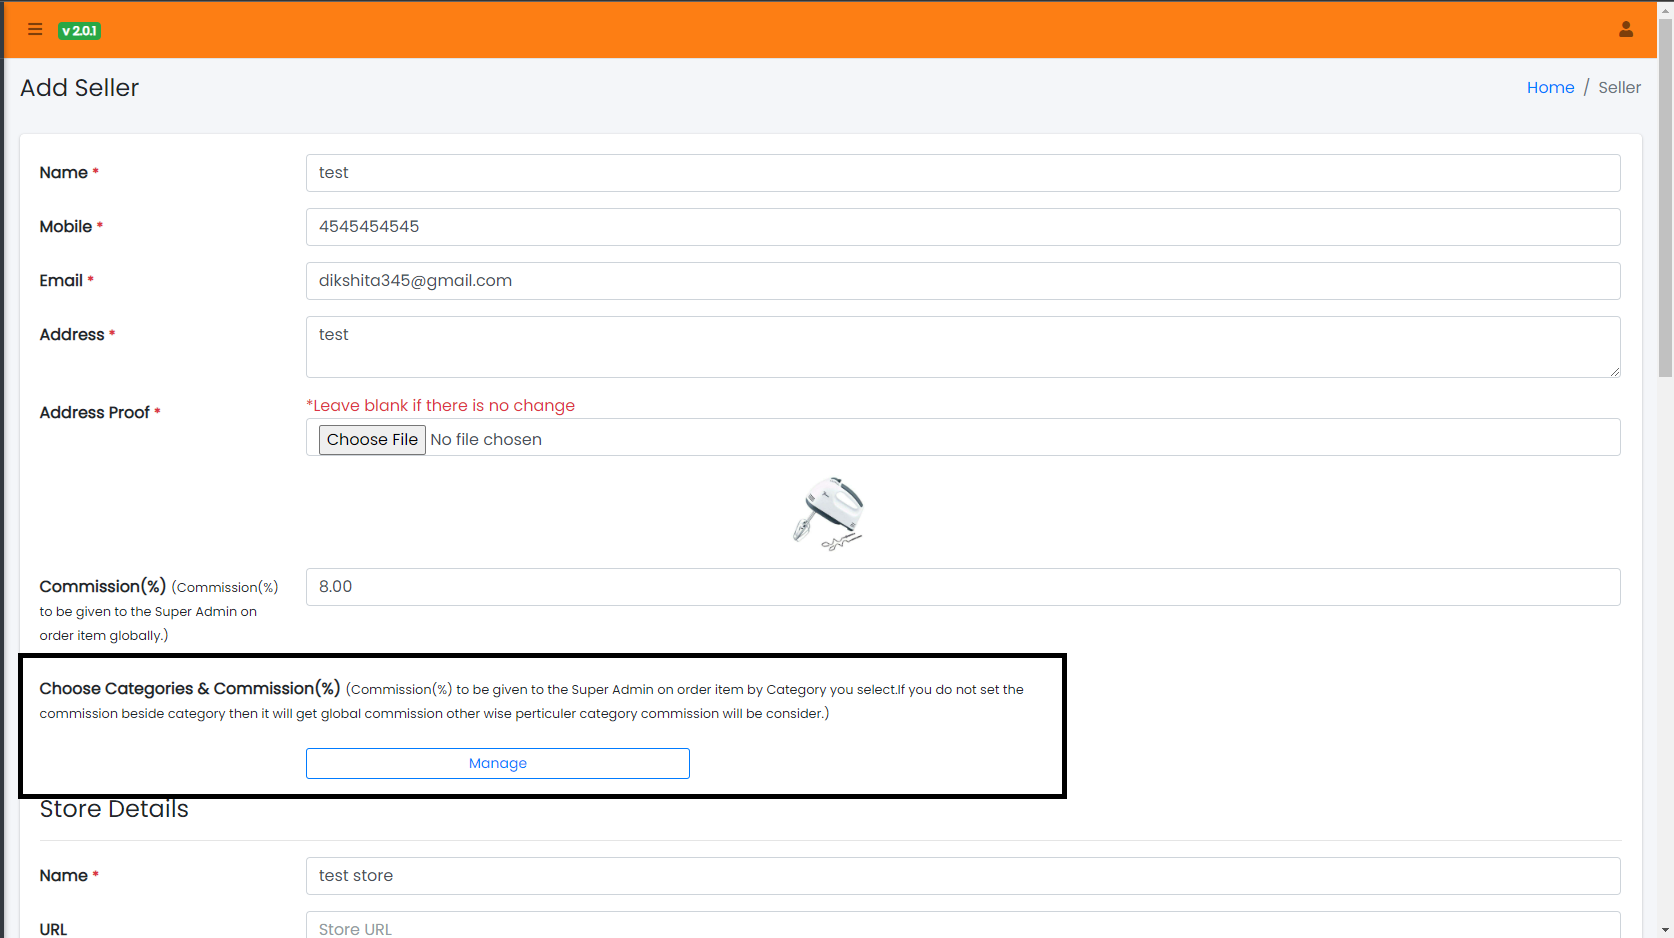 v 2.0.1
Add Seller
Home / Seller
Name *
test
Mobile *
4545454545
Email *
dikshita345@gmail.com
Address *
test
Address Proof *
*Leave blank if there is no change
Choose File No file chosen
Commission(%) (Commission(%)
to be given to the Super Admin on
order item globally.)
8.00
Choose Categories & Commission(%) (Commission(%) to be given to the Super Admin on order item by Category you select.If you do not set the
commission beside category then it will get global commission other wise perticuler category commission will be consider.)
Manage
Store Details
Name *
test store
URL
Store URL